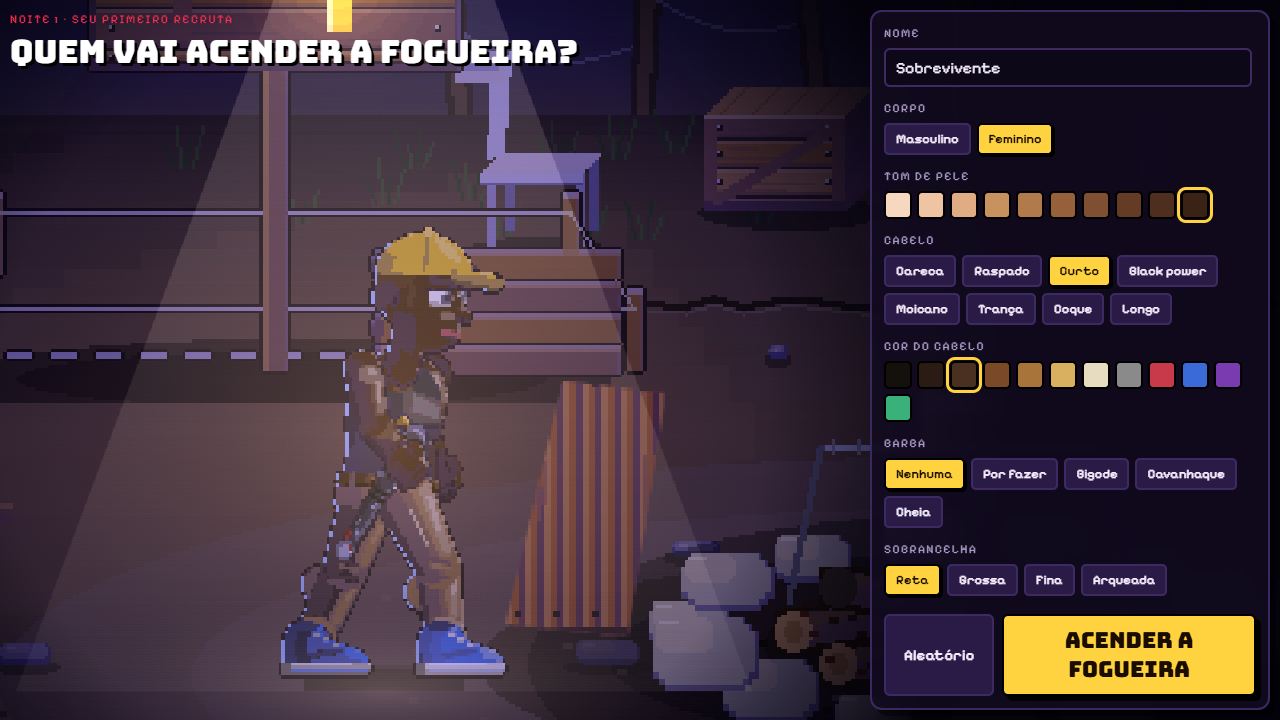 NOITE 1 · SEU PRIMEIRO RECRUTA
QUEM VAI ACENDER A FOGUEIRA?
NOME
Sobrevivente
CORPO
Masculino Feminino
TOM DE PELE
CABELO
Careca Raspado Curto Black power
Moicano Trança Coque Longo
COR DO CABELO
BARBA
Nenhuma Por fazer Bigode Cavanhaque
Cheia
SOBRANCELHA
Reta Grossa Fina Arqueada
Aleatório
ACENDER A
FOGUEIRA